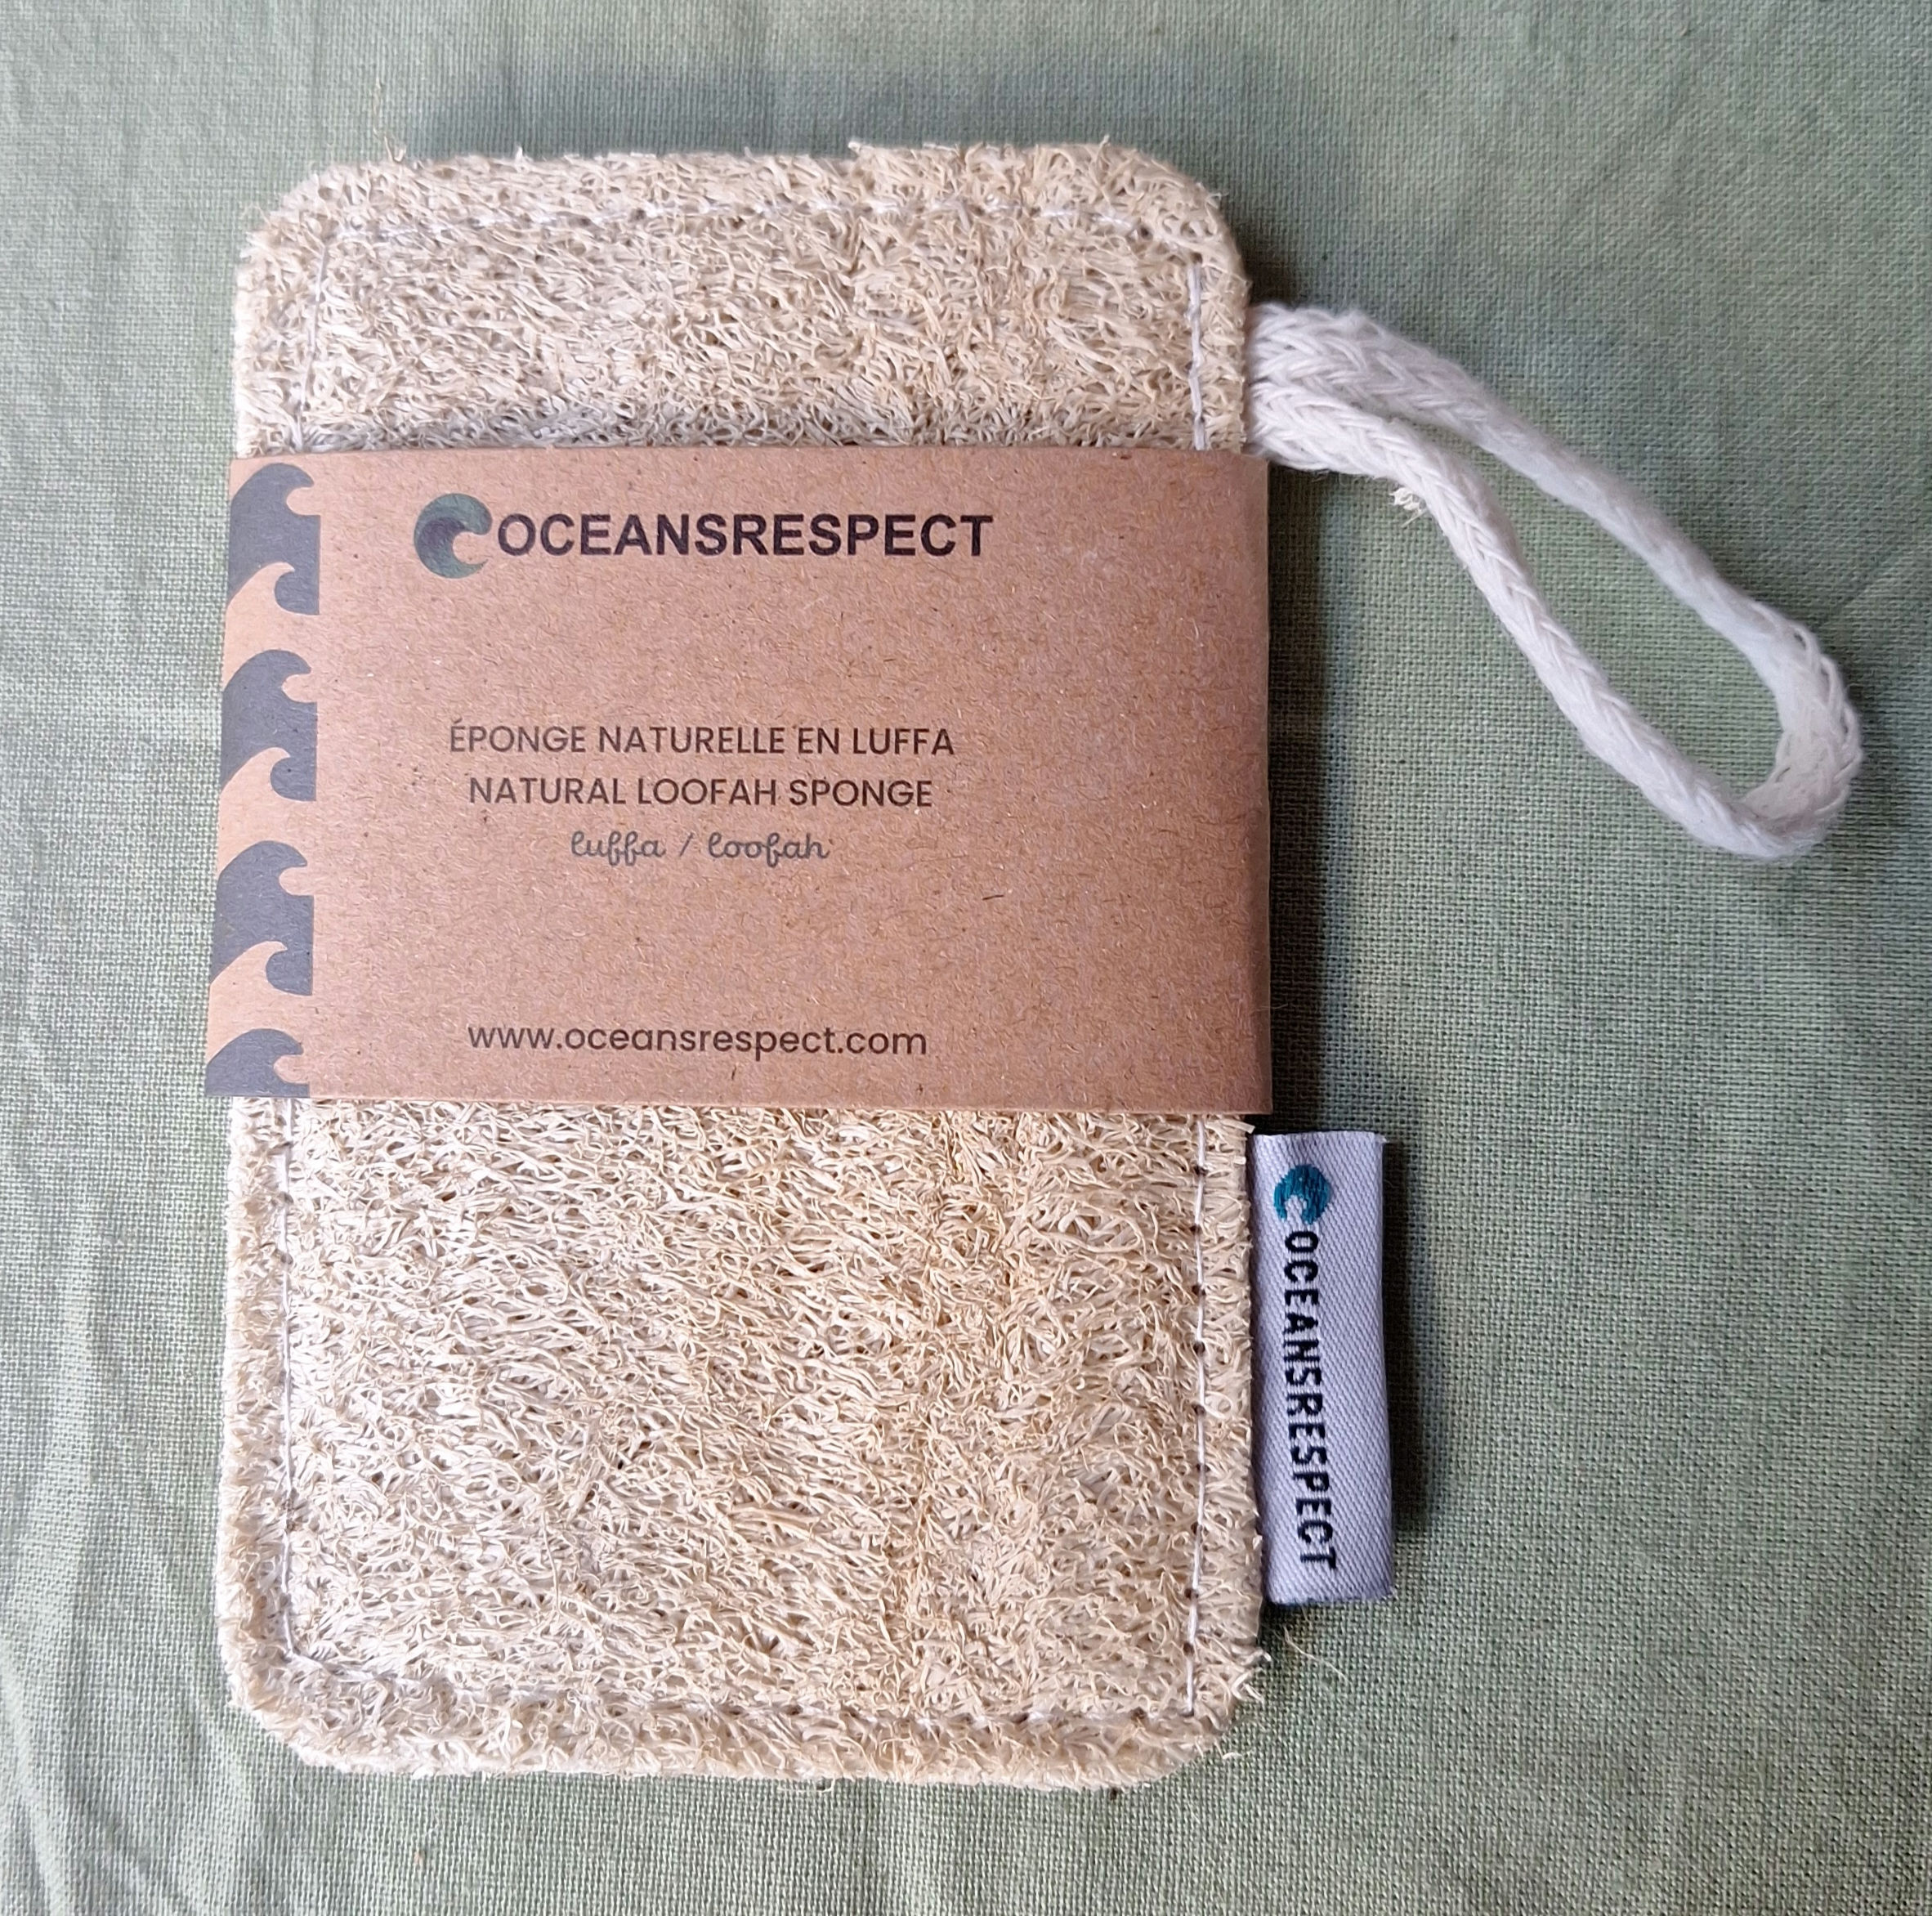 OCEANSRESPECT
ÉPONGE NATURELLE EN LUFFA
NATURAL LOOFAH SPONGE
luffa / loofah
www.oceansrespect.com
OCEANSRESPECT